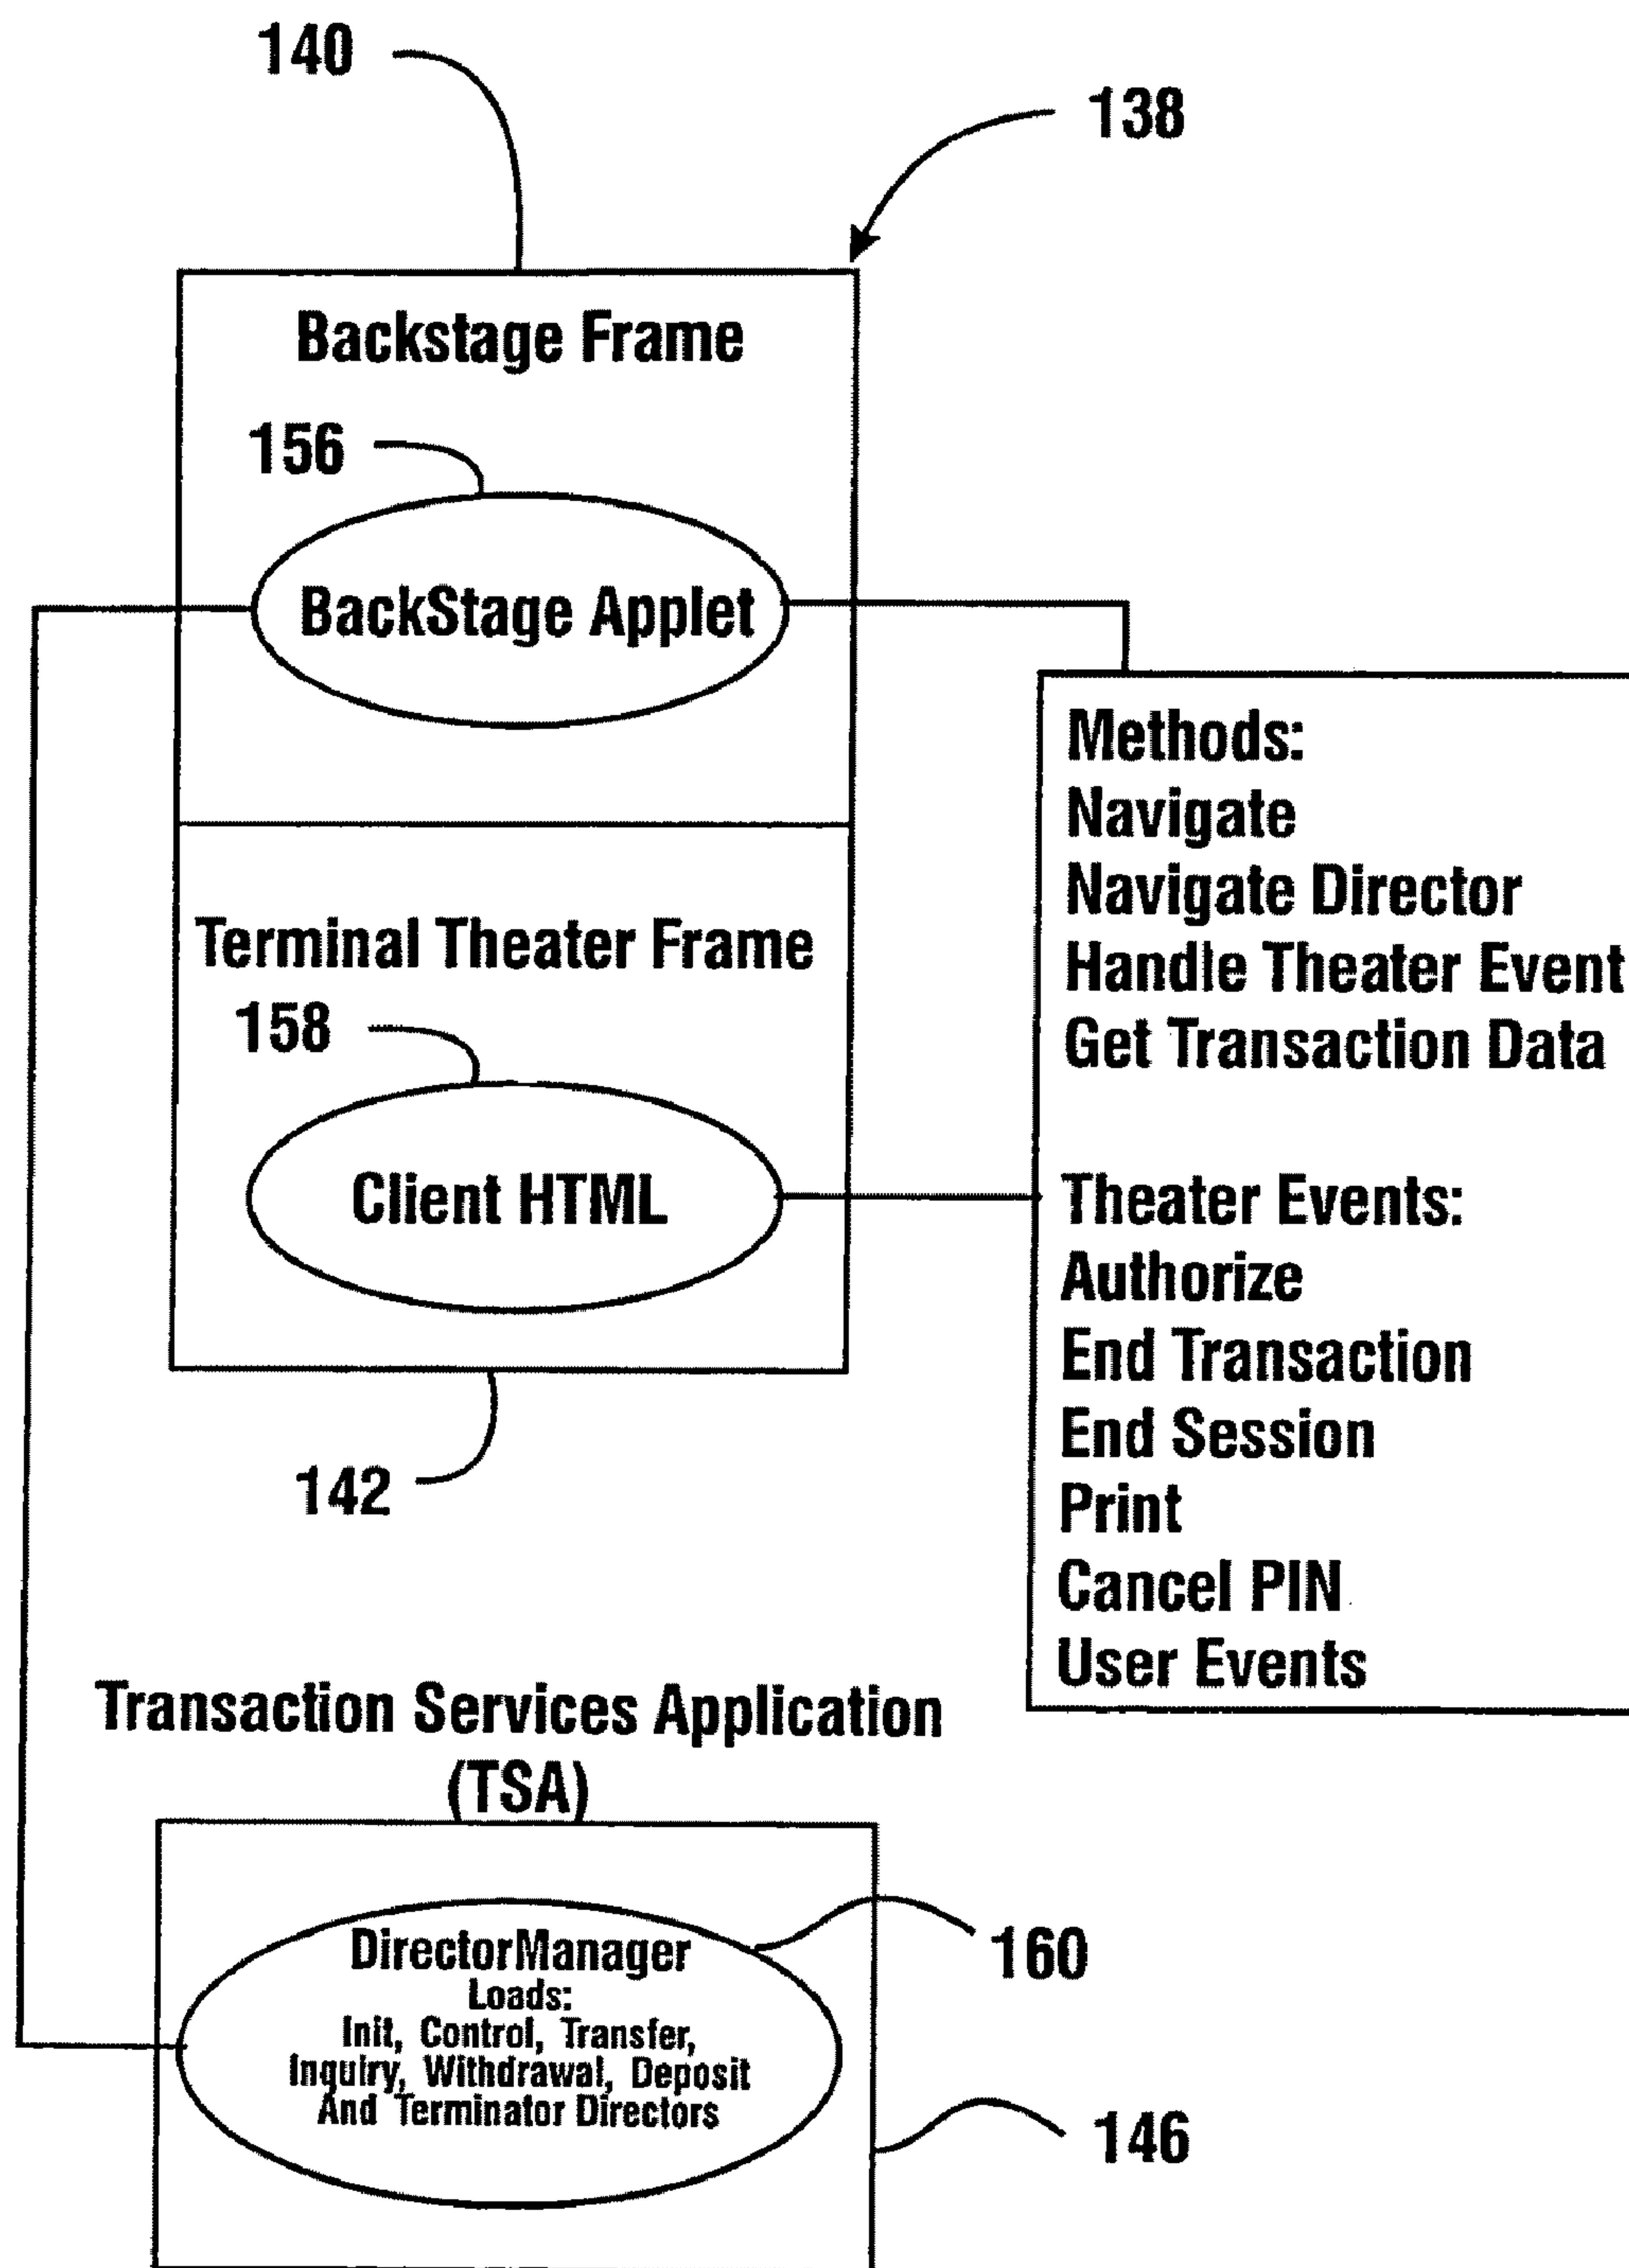 140
138
Backstage Frame
156
BackStage Applet
Methods:
Navigate
Navigate Director
Handle Theater Event
Get Transaction Data
Terminal Theater Frame
158
Client HTML
Theater Events:
Authorize
End Transaction
End Session
Print
Cancel PIN
User Events
142
Transaction Services Application
(TSA)
DirectorManager
Loads:
Init, Control, Transfer,
Inquiry, Withdrawal, Deposit
And Terminator Directors
160
146